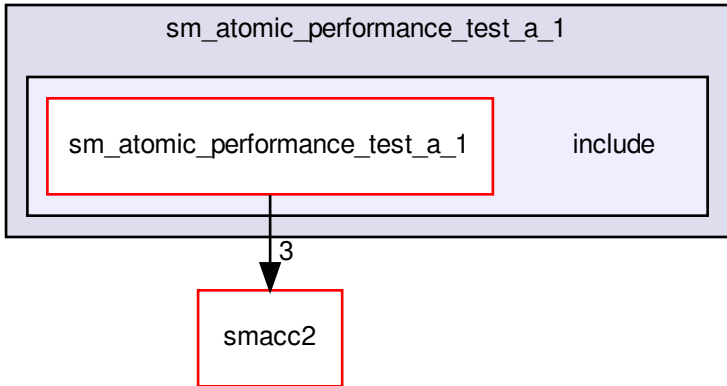 sm_atomic_performance_test_a_1
sm_atomic_performance_test_a_1
include
3
smacc2